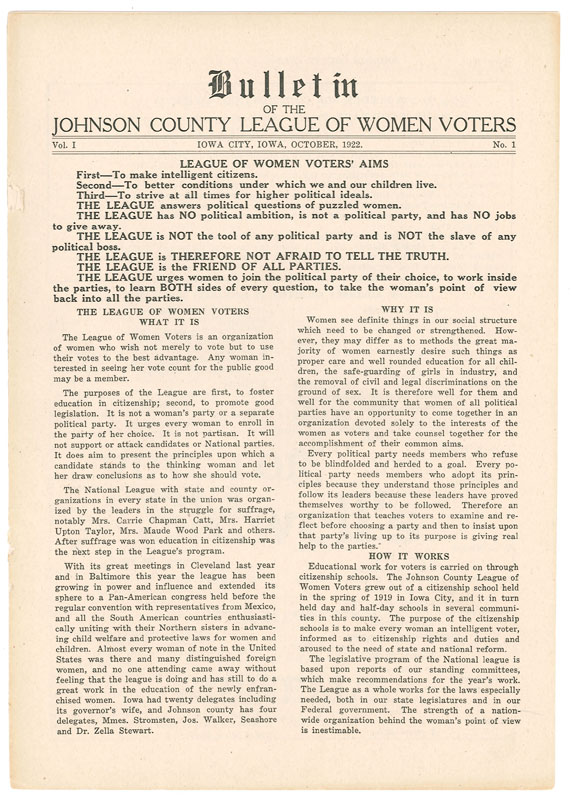 Bulletin
OF THE
JOHNSON COUNTY LEAGUE OF WOMEN VOTERS
Vol. I IOWA CITY, IOWA, OCTOBER, 1922. No. 1
LEAGUE OF WOMEN VOTERS' AIMS
First—To make intelligent citizens.
Second—To better conditions under which we and our children live.
Third—To strive at all times for higher political ideals.
THE LEAGUE answers political questions of puzzled women.
THE LEAGUE has NO political ambition, is not a political party, and has NO jobs
to give away.
THE LEAGUE is NOT the tool of any political party and is NOT the slave of any
political boss.
THE LEAGUE is THEREFORE NOT AFRAID TO TELL THE TRUTH.
THE LEAGUE is the FRIEND OF ALL PARTIES.
THE LEAGUE urges women to join the political party of their choice, to work inside
the parties, to learn BOTH sides of every question, to take the woman's point of view
back into all the parties.
THE LEAGUE OF WOMEN VOTERS
WHAT IT IS
The League of Women Voters is an organization
of women who wish not merely to vote but to use
their votes to the best advantage. Any woman in-
terested in seeing her vote count for the public good
may be a member.
The purposes of the League are first, to foster
education in citizenship; second, to promote good
legislation. It is not a woman's party or a separate
political party. It urges every woman to enroll in
the party of her choice. It is not partisan. It will
not support or attack candidates or National parties.
It does aim to present the principles upon which a
candidate stands to the thinking woman and let
her draw conclusions as to how she should vote.
The National League with state and county or-
ganizations in every state in the union was organ-
ized by the leaders in the struggle for suffrage,
notably Mrs. Carrie Chapman Catt, Mrs. Harriet
Upton Taylor, Mrs. Maude Wood Park and others.
After suffrage was won education in citizenship was
the next step in the League's program.
With its great meetings in Cleveland last year
and in Baltimore this year the league has been
growing in power and influence and extended its
sphere to a Pan-American congress held before the
regular convention with representatives from Mexico,
and all the South American countries enthusiasti-
cally uniting with their Northern sisters in advanc-
ing child welfare and protective laws for women and
children. Almost every woman of note in the United
States was there and many distinguished foreign
women, and no one attending came away without
feeling that the league is doing and has still to do a
great work in the education of the newly enfran-
chised women. Iowa had twenty delegates including
its governor's wife, and Johnson county has four
delegates, Mmes. Stromsten, Jos. Walker, Seashore
and Dr. Zella Stewart.
WHY IT IS
Women see definite things in our social structure
which need to be changed or strengthened. How-
ever, they may differ as to methods the great ma-
jority of women earnestly desire such things as
proper care and well rounded education for all chil-
dren, the safe-guarding of girls in industry, and
the removal of civil and legal discriminations on the
ground of sex. It is therefore well for them and
well for the community that women of all political
parties have an opportunity to come together in an
organization devoted solely to the interests of the
women as voters and take counsel together for the
accomplishment of their common aims.
Every political party needs members who refuse
to be blindfolded and herded to a goal. Every po-
litical party needs members who adopt its prin-
ciples because they understand those principles and
follow its leaders because these leaders have proved
themselves worthy to be followed. Therefore an
organization that teaches voters to examine and re-
flect before choosing a party and then to insist upon
that party's living up to its purpose is giving real
help to the parties.
HOW IT WORKS
Educational work for voters is carried on through
citizenship schools. The Johnson County League of
Women Voters grew out of a citizenship school held
in the spring of 1919 in Iowa City, and it in turn
held day and half-day schools in several communi-
ties in this county. The purpose of the citizenship
schools is to make every woman an intelligent voter,
informed as to citizenship rights and duties and
aroused to the need of state and national reform.
The legislative program of the National league is
based upon reports of our standing committees,
which make recommendations for the year's work.
The League as a whole works for the laws especially
needed, both in our state legislatures and in our
Federal government. The strength of a nation-
wide organization behind the woman's point of view
is inestimable.